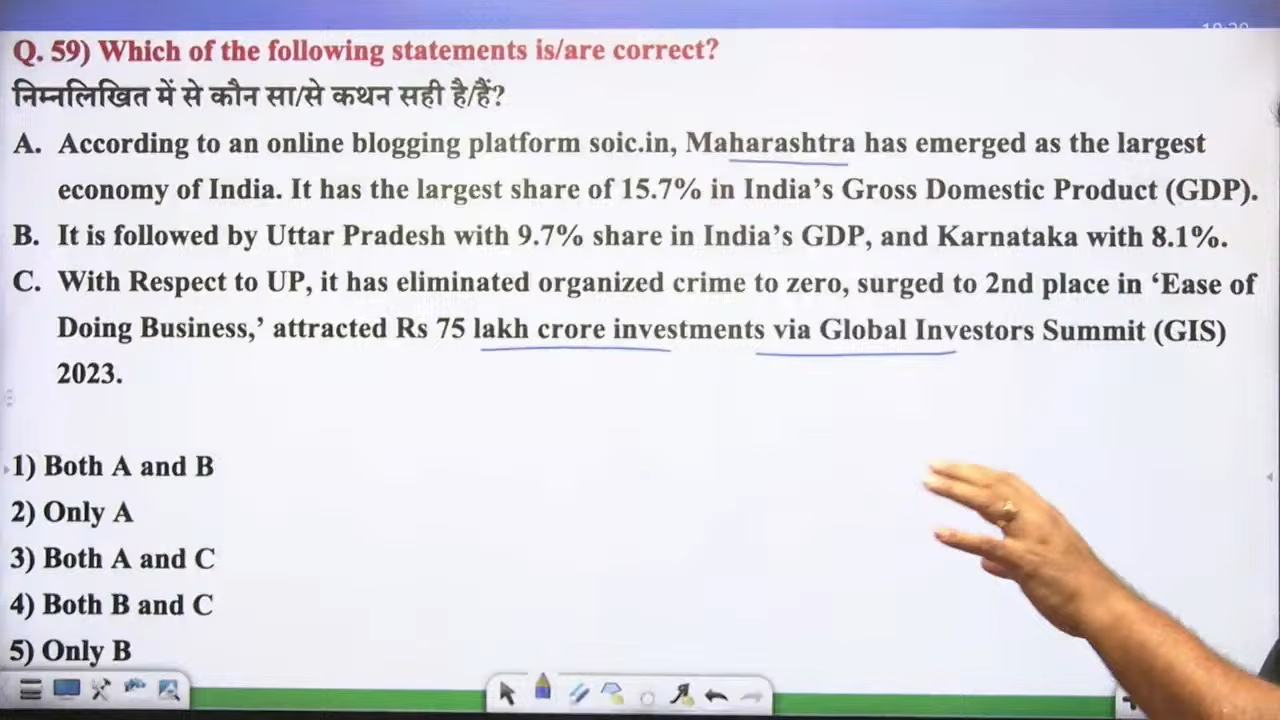 Q. 59) Which of the following statements is/are correct?
निम्नलिखित में से कौन सा/से कथन सही है/हैं?
A. According to an online blogging platform soic.in, Maharashtra has emerged as the largest
economy of India. It has the largest share of 15.7% in India’s Gross Domestic Product (GDP).
B. It is followed by Uttar Pradesh with 9.7% share in India’s GDP, and Karnataka with 8.1%.
C. With Respect to UP, it has eliminated organized crime to zero, surged to 2nd place in ‘Ease of
Doing Business,’ attracted Rs 75 lakh crore investments via Global Investors Summit (GIS)
2023.
1) Both A and B
2) Only A
3) Both A and C
4) Both B and C
5) Only B